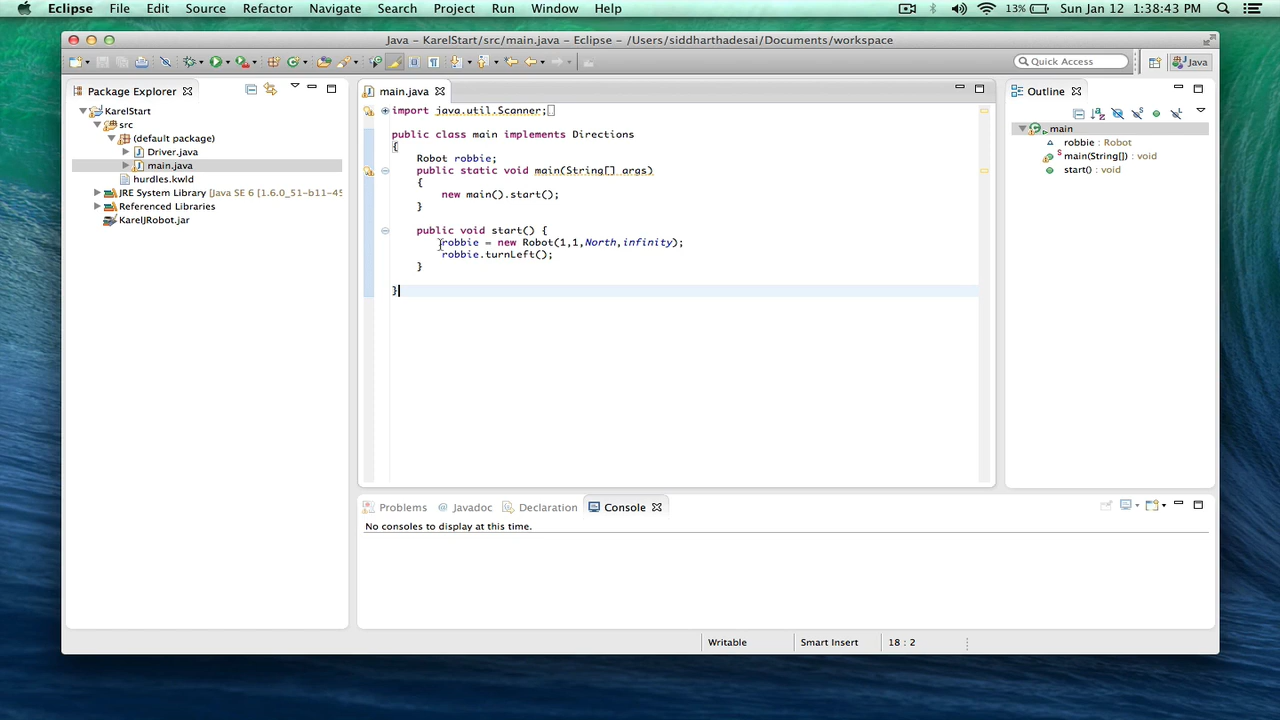 Eclipse File Edit Source Refactor Navigate Search Project Run Window Help 13% Sun Jan 12 1:38:43 PM
Java – KarelStart/src/main.java – Eclipse – /Users/siddharthadesai/Documents/workspace
Quick Access Java
Package Explorer
KarelStart
src
(default package)
Driver.java
main.java
hurdles.kwld
JRE System Library [Java SE 6 [1.6.0_51-b11-45
Referenced Libraries
KarelJRobot.jar
main.java
import java.util.Scanner;
public class main implements Directions
{
Robot robbie;
public static void main(String[] args)
{
new main().start();
}
public void start() {
robbie = new Robot(1,1,North,infinity);
robbie.turnLeft();
}
}
Outline
main
robbie : Robot
main(String[]) : void
start() : void
Problems @ Javadoc Declaration Console
No consoles to display at this time.
Writable Smart Insert 18 : 2